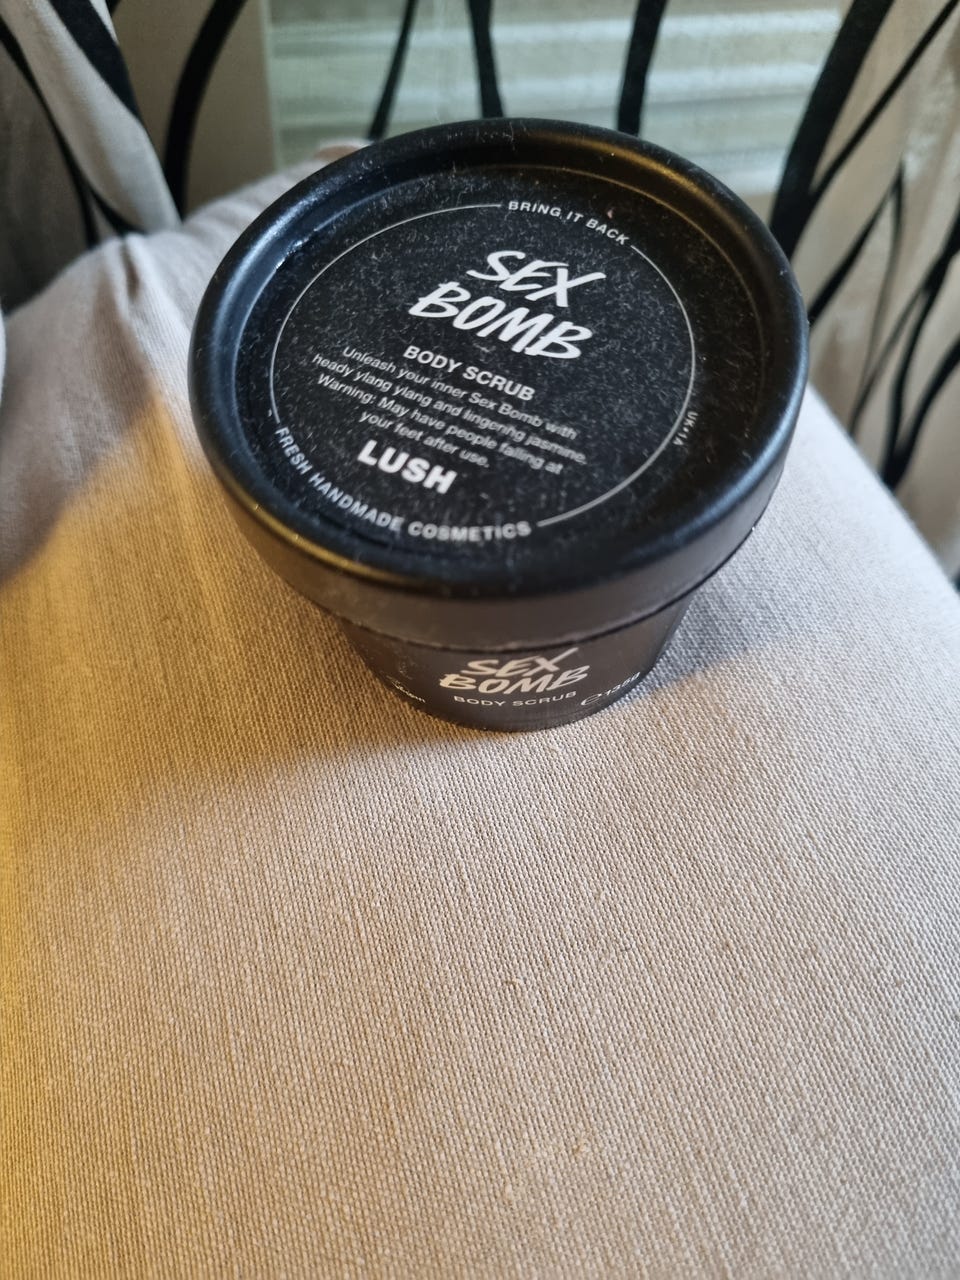 BRING IT BACK
SEX
BOMB
BODY SCRUB
Unleash your inner Sex Bomb with
heady ylang ylang and lingering jasmine.
Warning: May have people falling at
your feet after use.
LUSH
FRESH HANDMADE COSMETICS
SEX
BOMB
BODY SCRUB